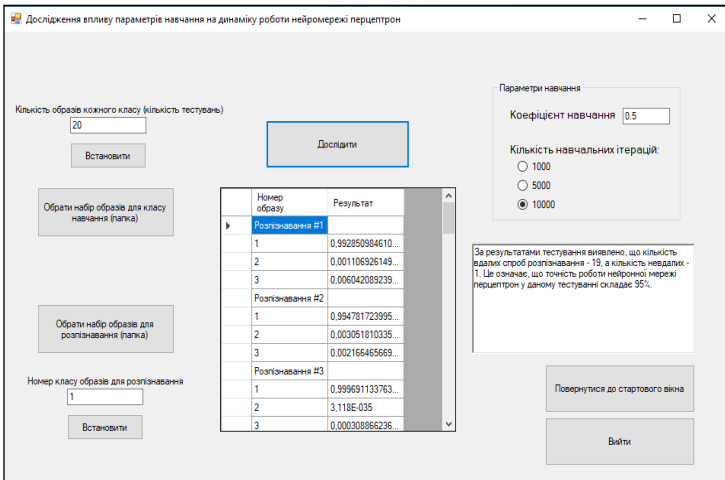 Дослідження впливу параметрів навчання на динаміку роботи нейромережі перцептрон
Кількість образів кожного класу (кількість тестувань)
20
Встановити
Обрати набір образів для класу
навчання (папка)
Обрати набір образів для
розпізнавання (папка)
Номер класу образів для розпізнавання
1
Встановити
Дослідити
Номер
образу
Результат
Розпізнавання #1
1 0,992850984610...
2 0,001106926149...
3 0,006042089239...
Розпізнавання #2
1 0,994781723995...
2 0,003051810335...
3 0,002166465669...
Розпізнавання #3
1 0,999691133763...
2 3,118E-035
3 0,000308866236...
Параметри навчання
Коефіцієнт навчання 0.5
Кількість навчальних ітерацій:
1000
5000
10000
За результатами тестування виявлено, що кількість
вдалих спроб розпізнавання - 19, а кількість невдалих -
1. Це означає, що точність роботи нейронної мережі
перцептрон у даному тестуванні складає 95%.
Повернутися до стартового вікна
Вийти